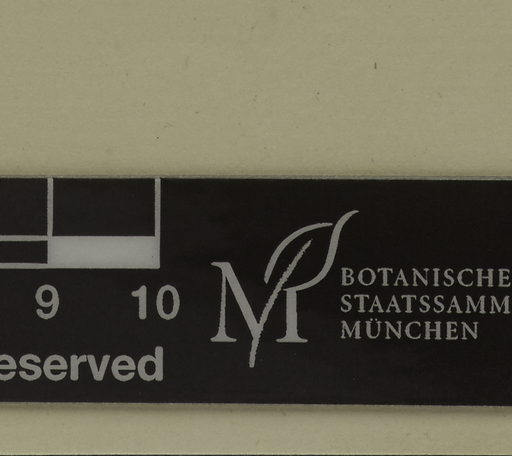 9 10
eserved
BOTANISCHE
STAATSSAMM
MÜNCHEN